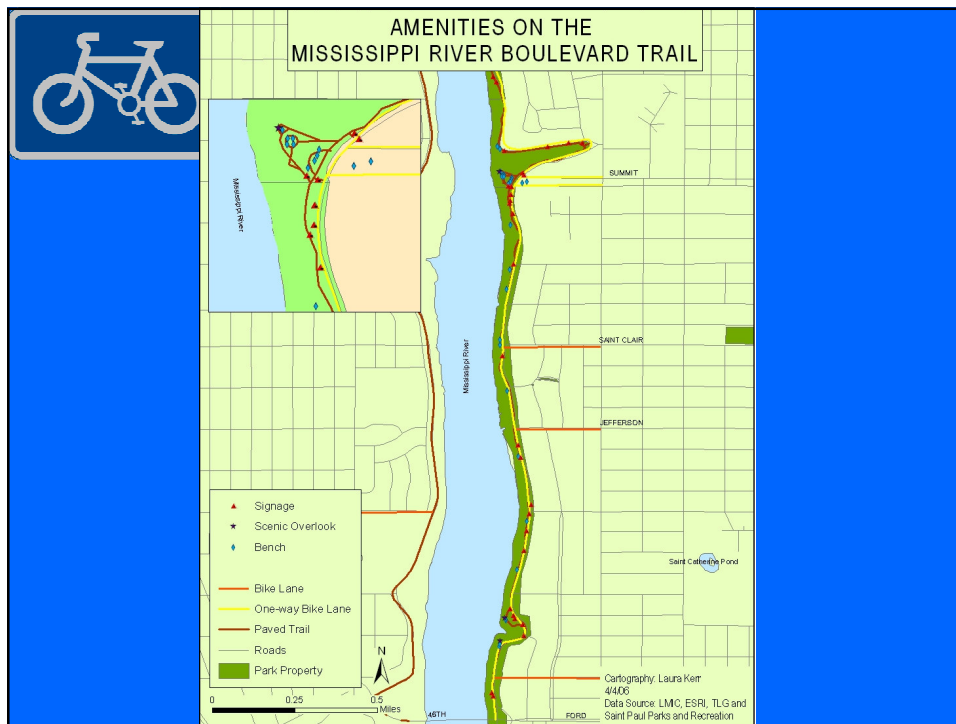 AMENITIES ON THE
MISSISSIPPI RIVER BOULEVARD TRAIL
SUMMIT
Mississippi River
SAINT CLAIR
Mississippi River
JEFFERSON
Signage
Scenic Overlook
Bench
Bike Lane
One-way Bike Lane
Paved Trail
Roads
Park Property
N
0 0.25 0.5
Miles
Saint Catherine Pond
46TH
FORD
Cartography: Laura Kerr
4/4/06
Data Source: LMIC, ESRI, TLG and
Saint Paul Parks and Recreation